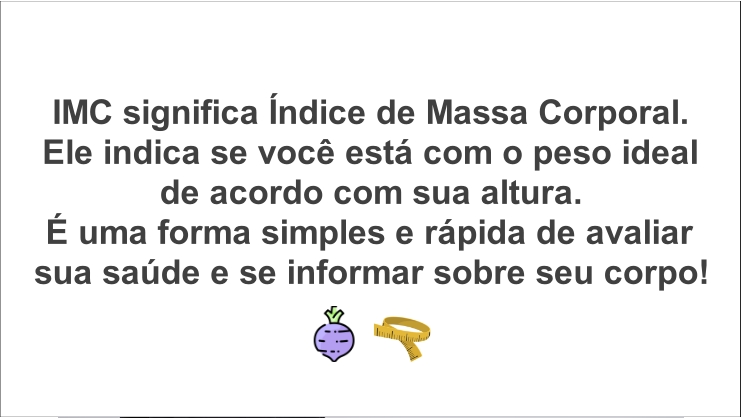 IMC significa Índice de Massa Corporal.
Ele indica se você está com o peso ideal
de acordo com sua altura.
É uma forma simples e rápida de avaliar
sua saúde e se informar sobre seu corpo!